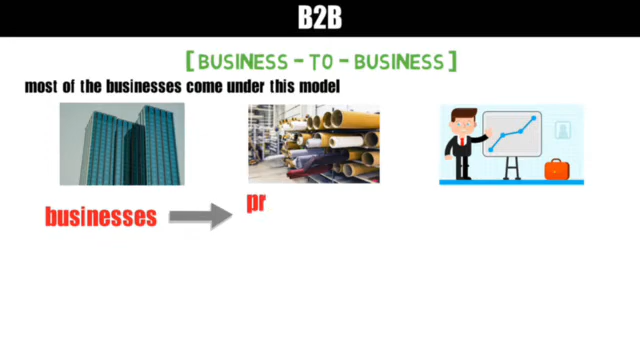 B2B
[BUSINESS - TO - BUSINESS]
most of the businesses come under this model
businesses
pr